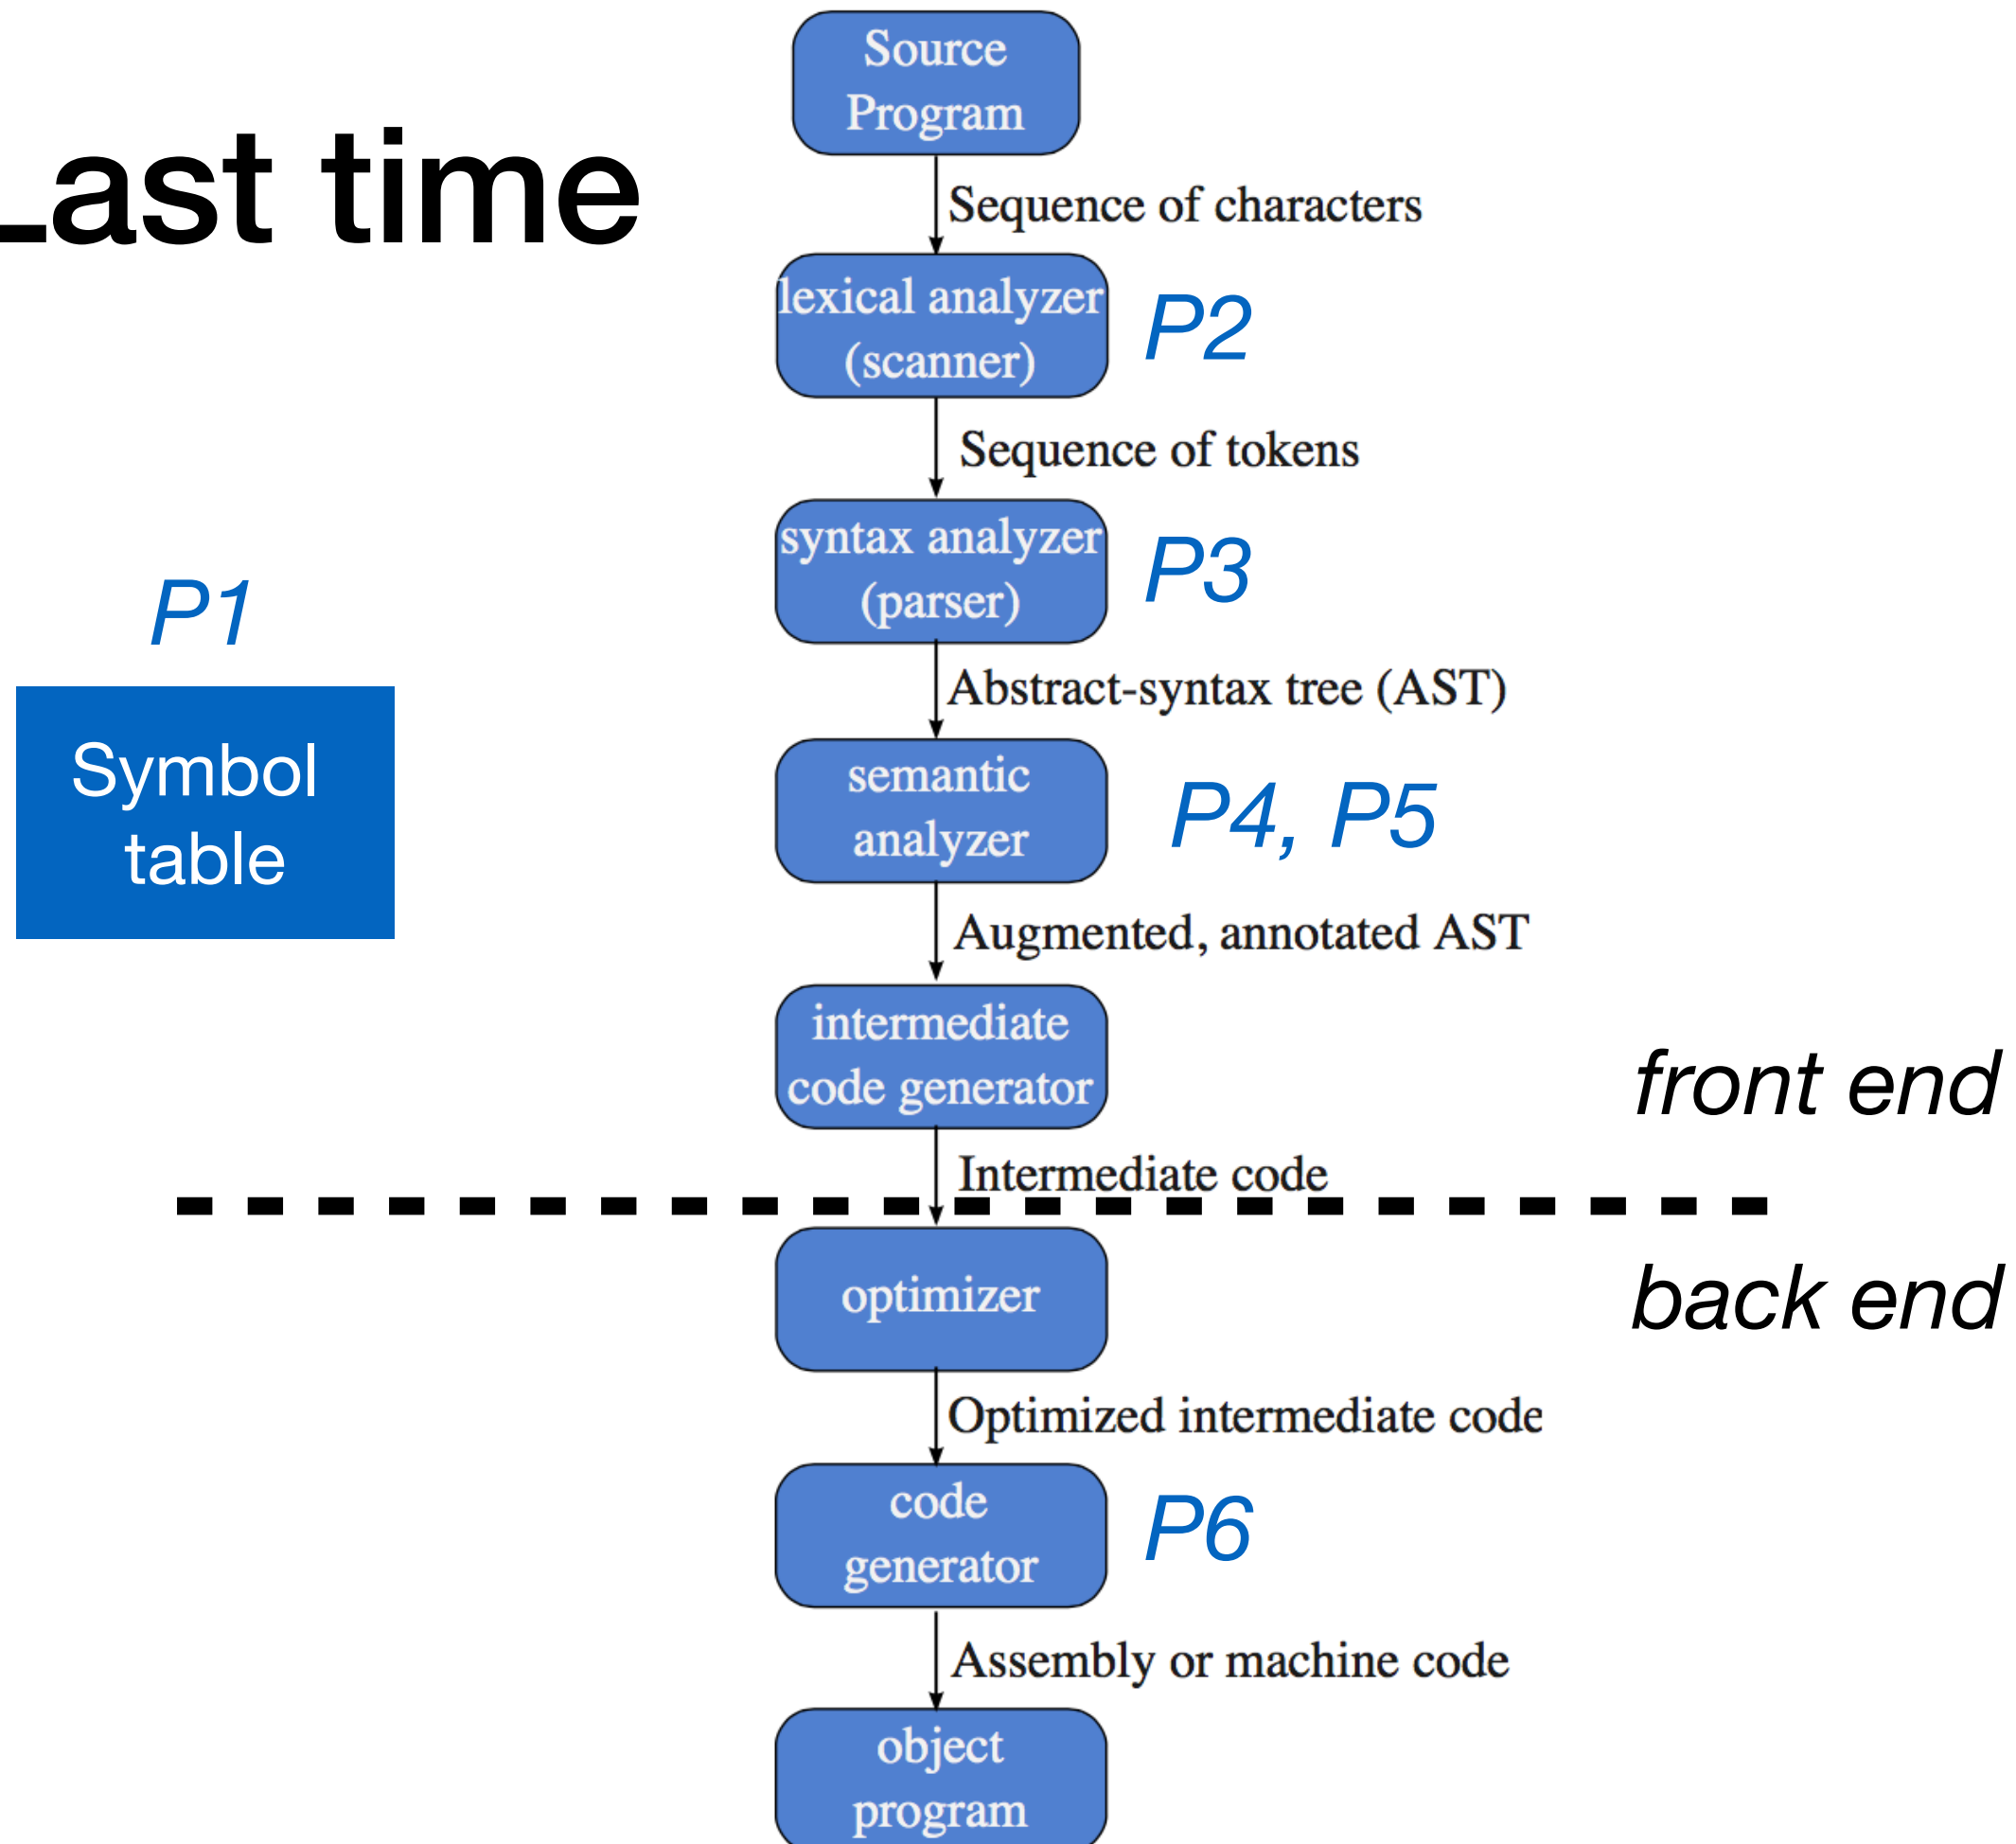 Last time
Source
Program
Sequence of characters
lexical analyzer
(scanner)
P2
Sequence of tokens
syntax analyzer
(parser)
P3
P1
Symbol
table
Abstract-syntax tree (AST)
semantic
analyzer
P4, P5
Augmented, annotated AST
intermediate
code generator
front end
Intermediate code
optimizer
back end
Optimized intermediate code
code
generator
P6
Assembly or machine code
object
program